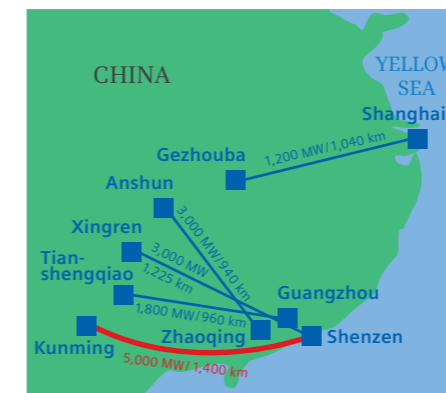 CHINA
YELLOW
SEA
Shanghai
Gezhouba
1,200 MW/1,040 km
Anshun
3,000 MW/940 km
Xingren
3,000 MW
1,225 km
Tian-
shengqiao
1,800 MW/960 km
Guangzhou
Zhaoqing
Shenzen
Kunming
5,000 MW/1,400 km